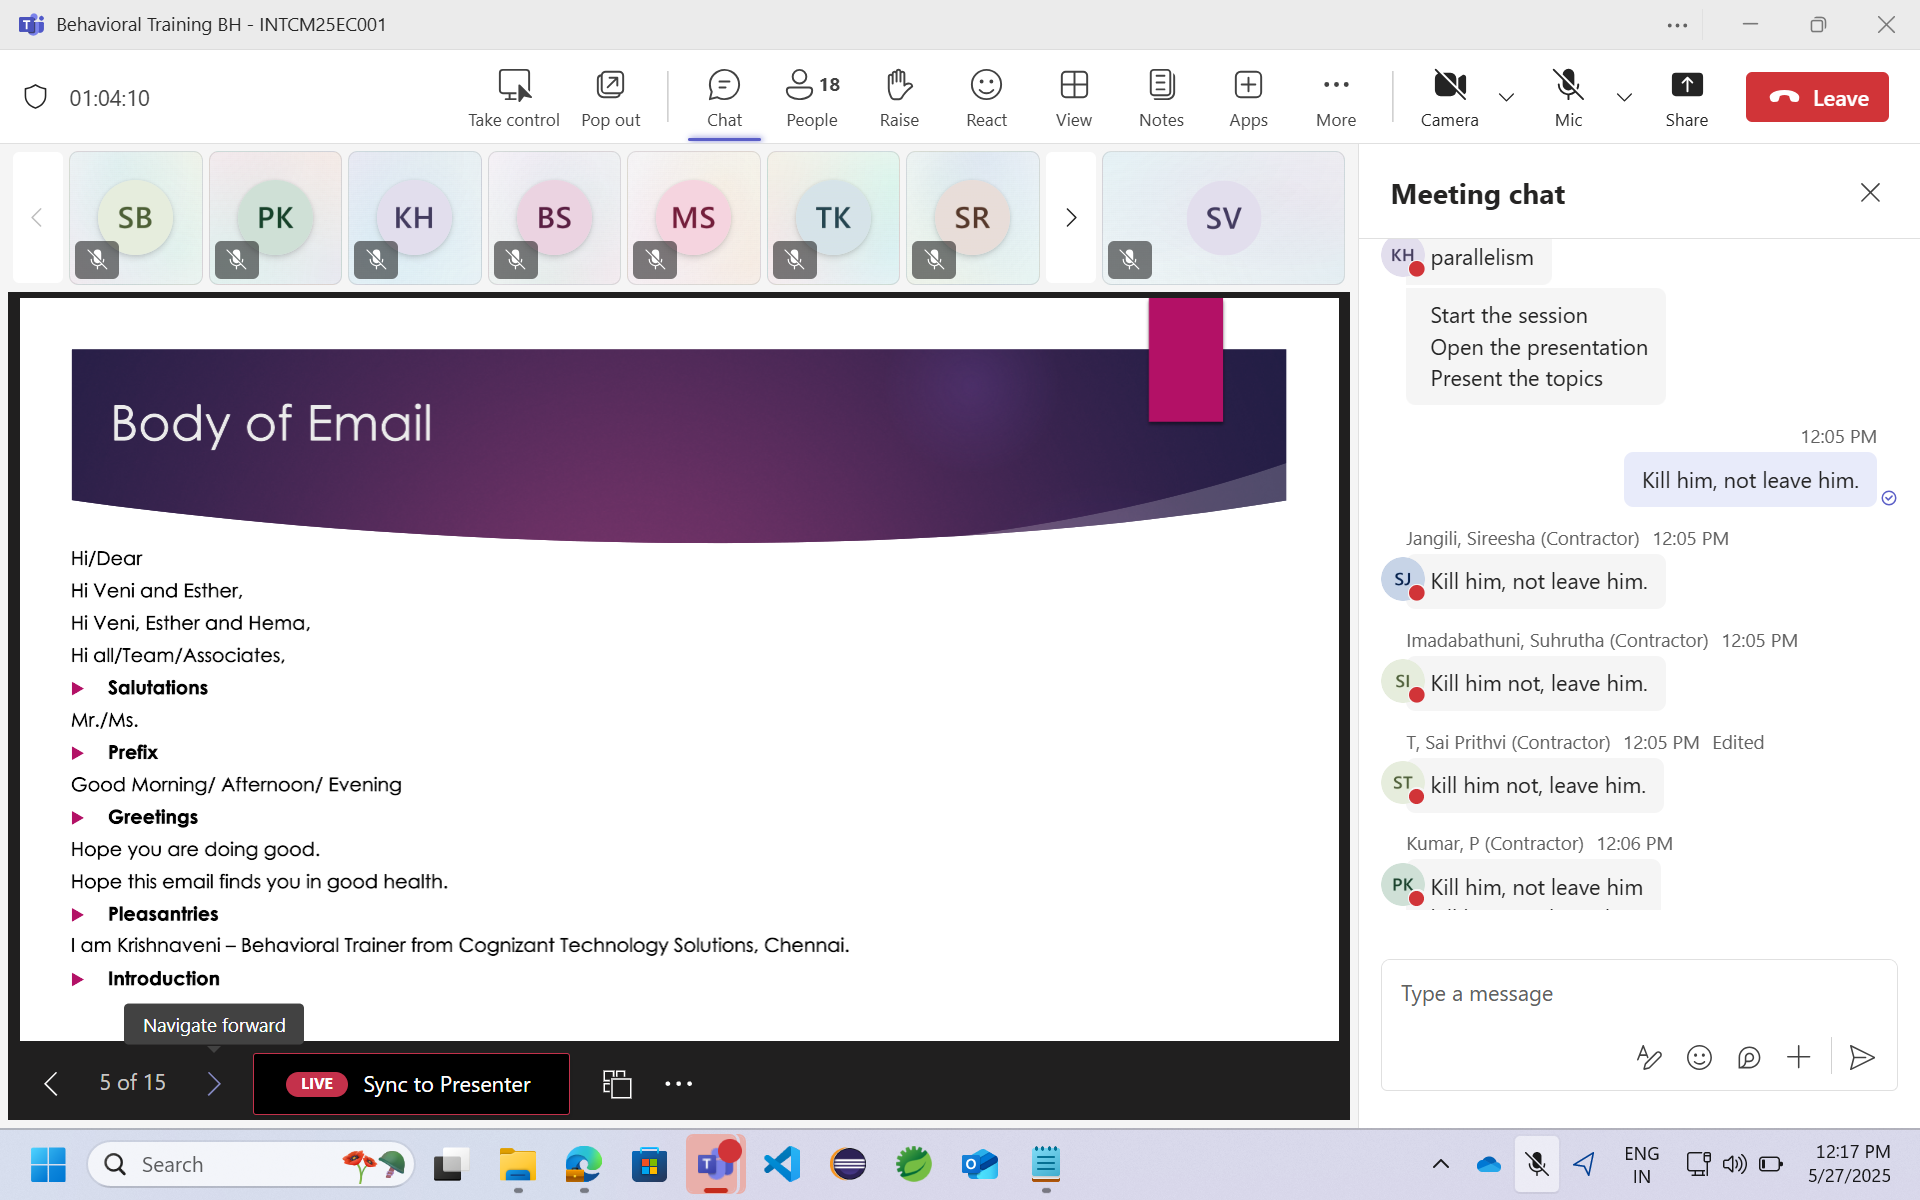 Behavioral Training BH - INTCM25EC001
01:04:10
Take control
Pop out
Chat
18
People
Raise
React
View
Notes
Apps
More
Camera
Mic
Share
Leave
SB
PK
KH
BS
MS
TK
SR
SV
Body of Email
Hi/Dear
Hi Veni and Esther,
Hi Veni, Esther and Hema,
Hi all/Team/Associates,
Salutations
Mr./Ms.
Prefix
Good Morning/ Afternoon/ Evening
Greetings
Hope you are doing good.
Hope this email finds you in good health.
Pleasantries
I am Krishnaveni – Behavioral Trainer from Cognizant Technology Solutions, Chennai.
Introduction
Navigate forward
5 of 15
LIVE
Sync to Presenter
Meeting chat
KH
parallelism
Start the session
Open the presentation
Present the topics
12:05 PM
Kill him, not leave him.
Jangili, Sireesha (Contractor) 12:05 PM
SJ
Kill him, not leave him.
Imadabathuni, Suhrutha (Contractor) 12:05 PM
SI
Kill him not, leave him.
T, Sai Prithvi (Contractor) 12:05 PM Edited
ST
kill him not, leave him.
Kumar, P (Contractor) 12:06 PM
PK
Kill him, not leave him
Type a message
Search
ENG
IN
12:17 PM
5/27/2025